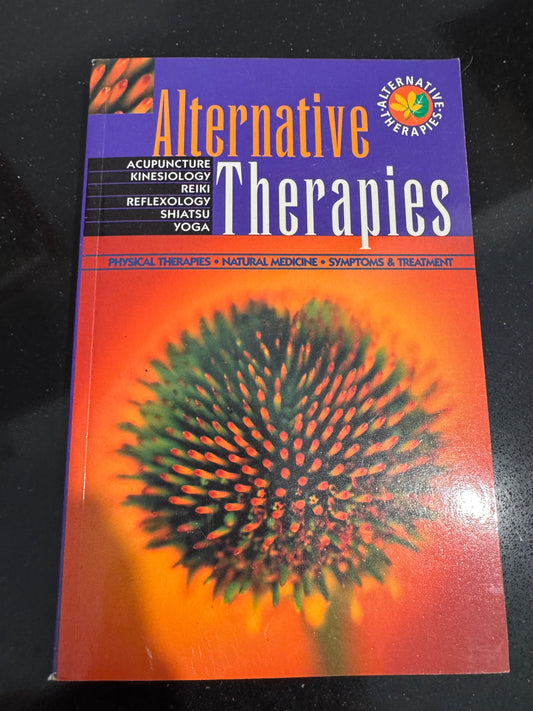 Alternative
Therapies
·ALTERNATIVE·
THERAPIES
ACUPUNCTURE
KINESIOLOGY
REIKI
REFLEXOLOGY
SHIATSU
YOGA
PHYSICAL THERAPIES • NATURAL MEDICINE • SYMPTOMS & TREATMENT